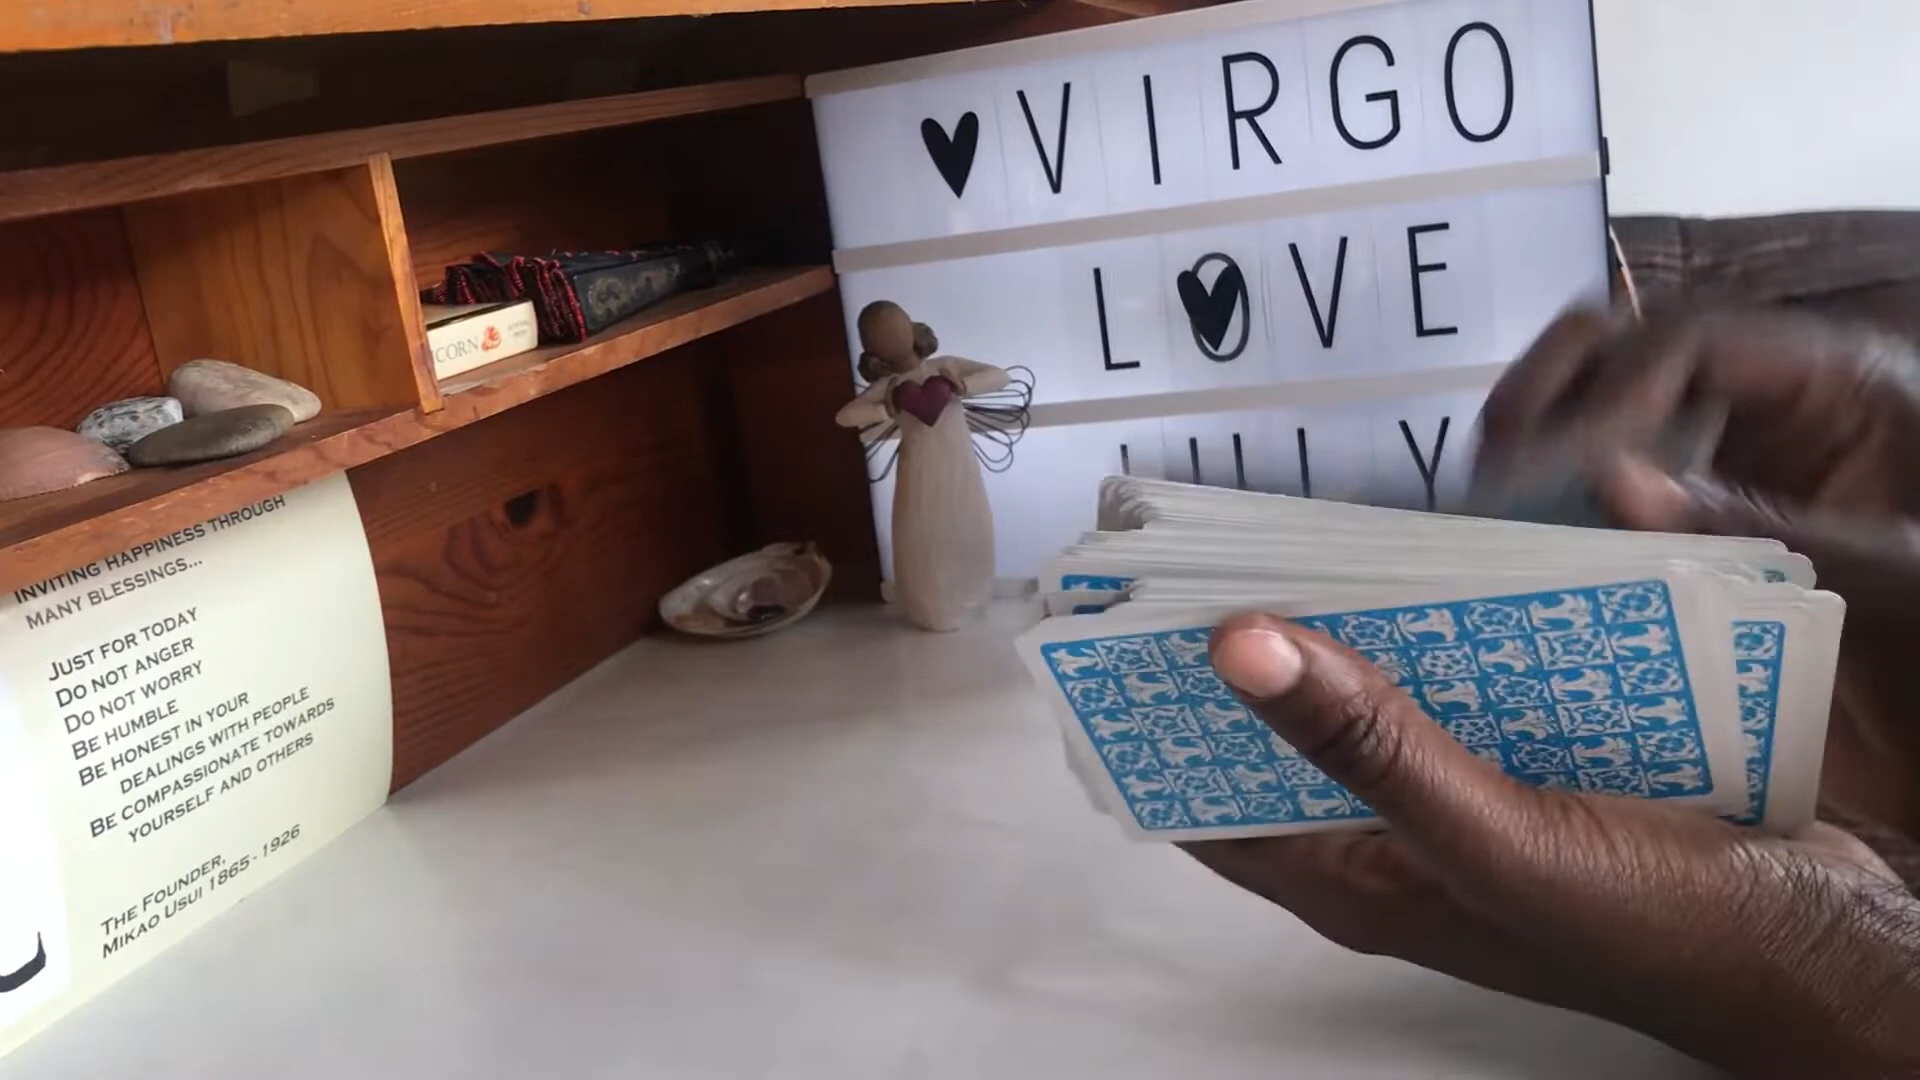 ♥VIRGO
LOVE
CORN
INVITING HAPPINESS THROUGH
MANY BLESSINGS...
JUST FOR TODAY
DO NOT ANGER
DO NOT WORRY
BE HUMBLE
BE HONEST IN YOUR
DEALINGS WITH PEOPLE
BE COMPASSIONATE TOWARDS
YOURSELF AND OTHERS
THE FOUNDER,
MIKAO USUI 1865-1926